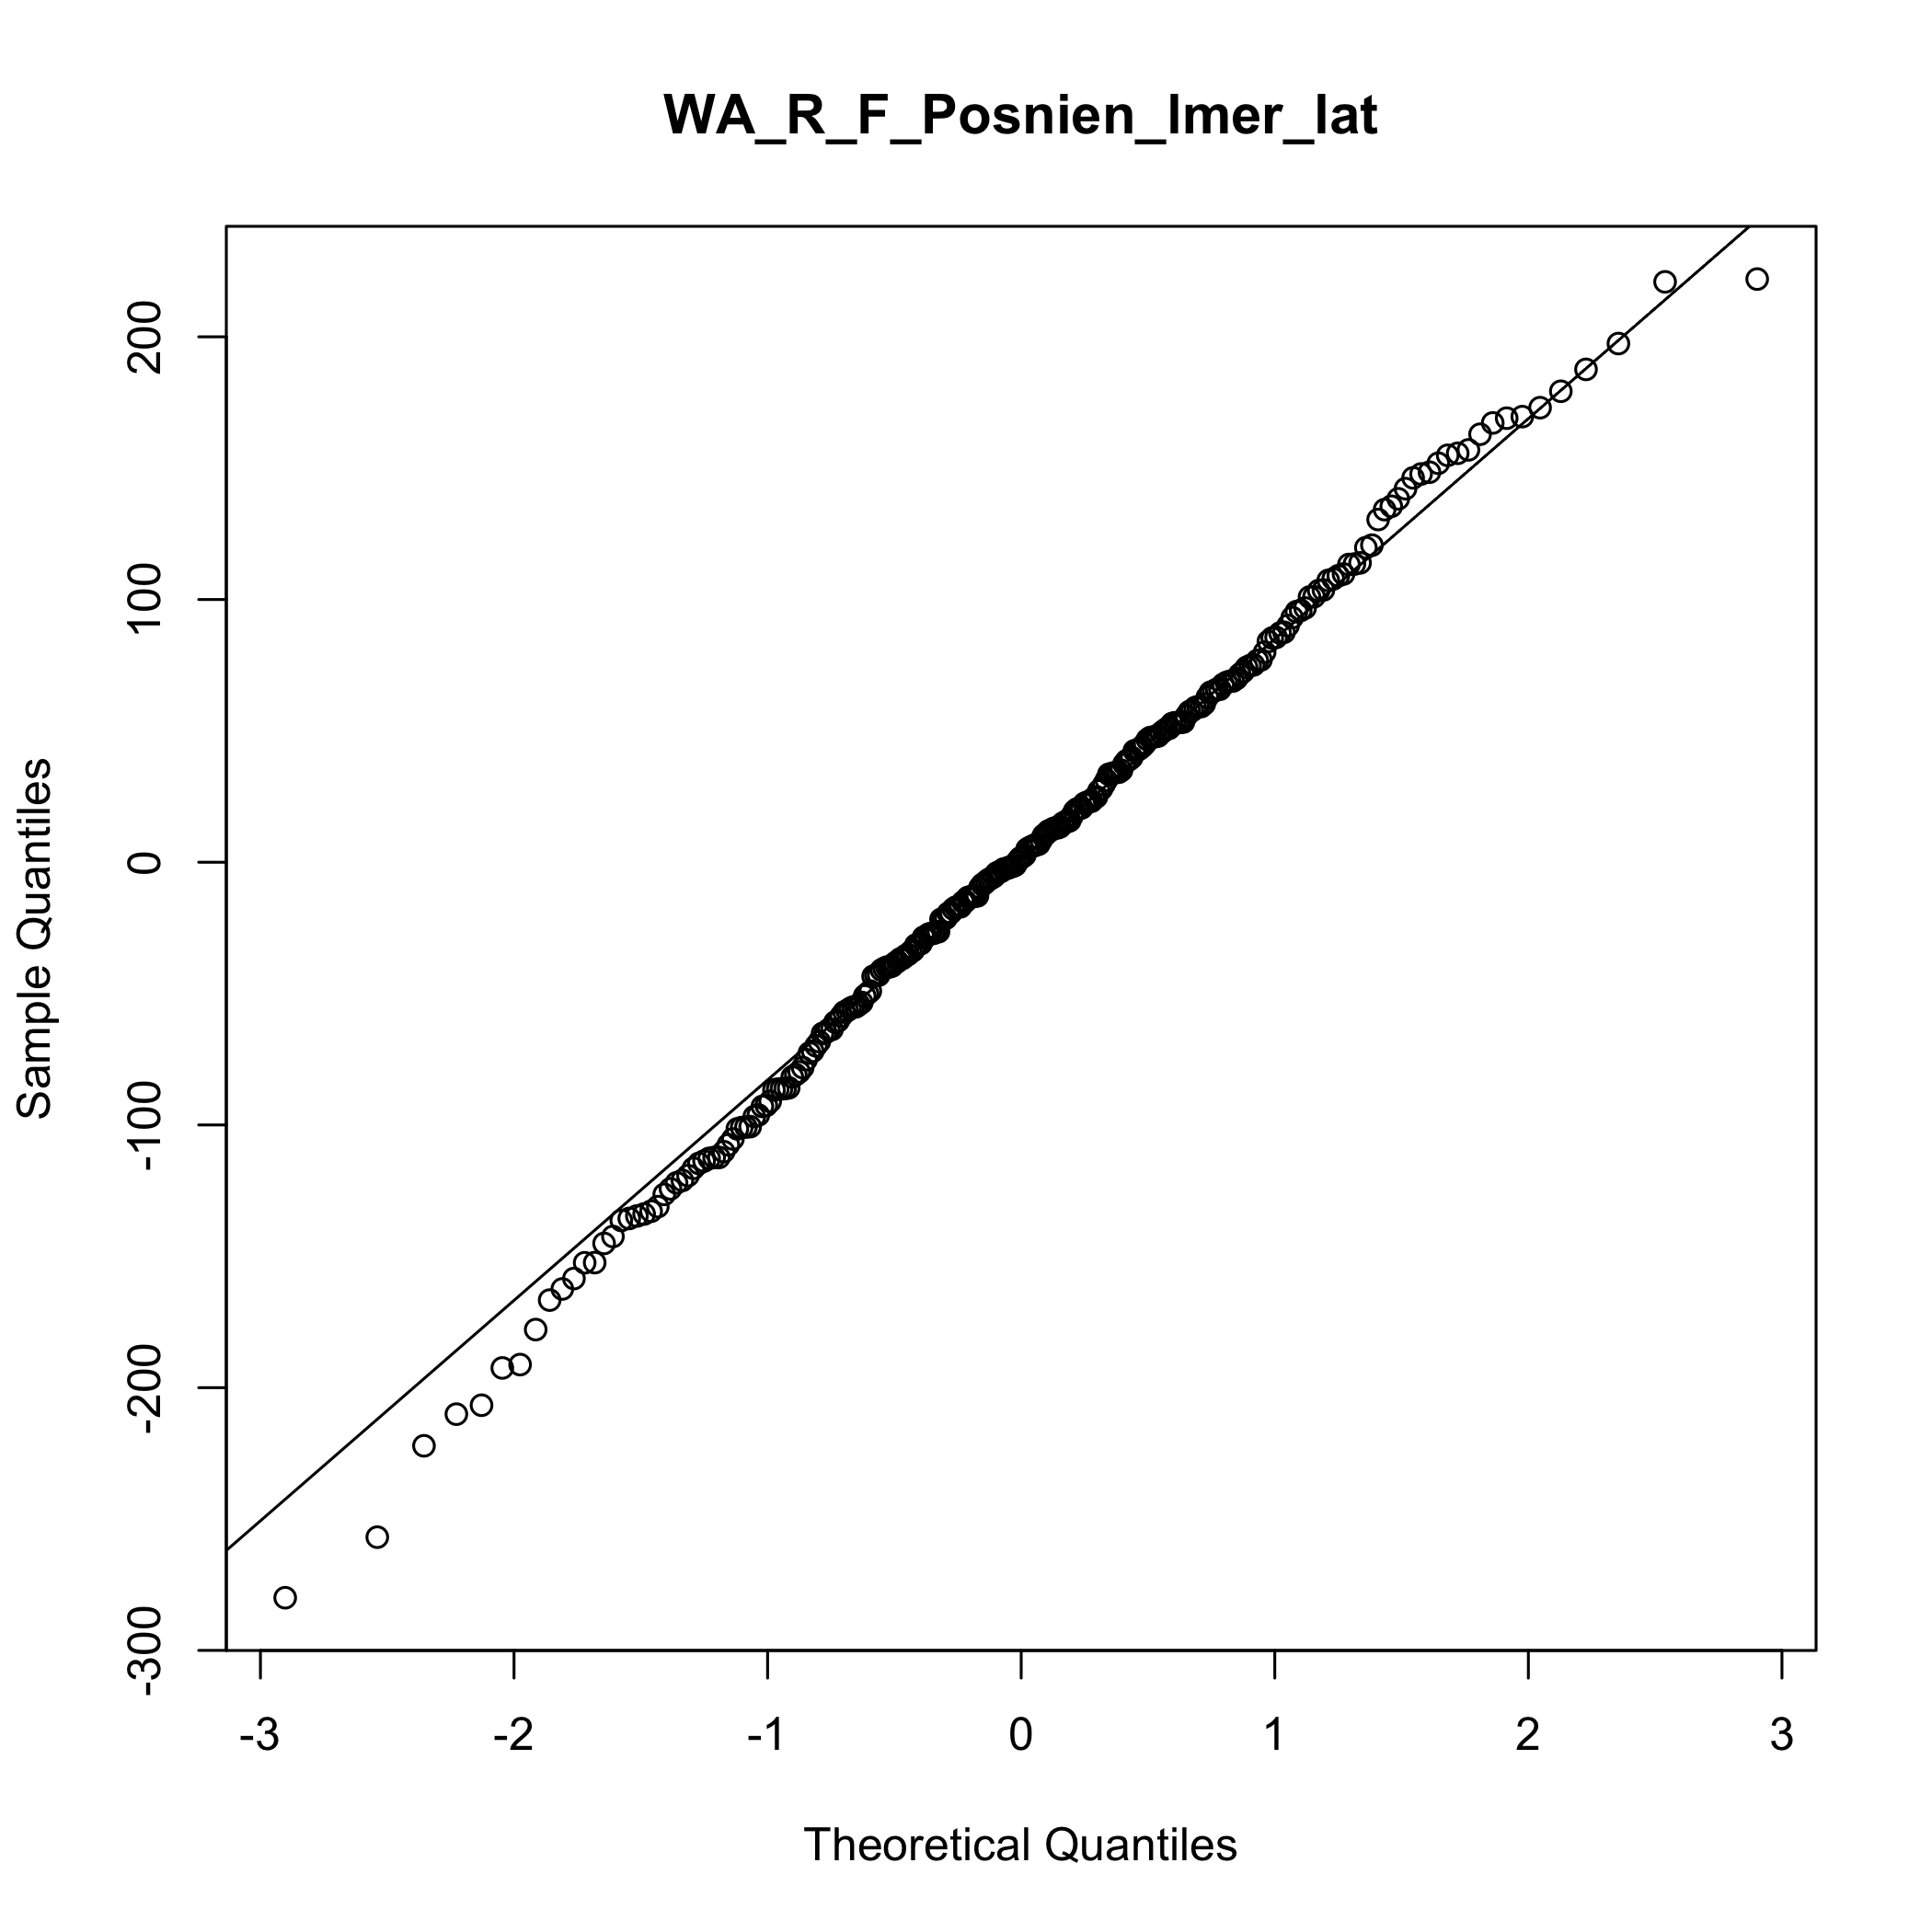 WA_R_F_Posnien_lmer_lat
Sample Quantiles
200
100
0
-100
-200
-300
-3 -2 -1 0 1 2 3
Theoretical Quantiles